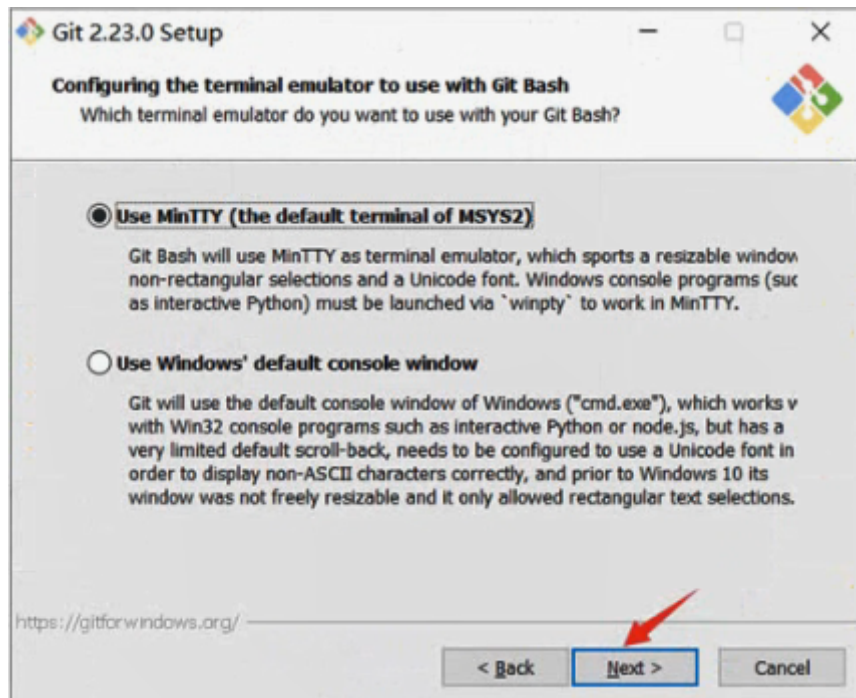 Git 2.23.0 Setup
Configuring the terminal emulator to use with Git Bash
Which terminal emulator do you want to use with your Git Bash?
Use MinTTY (the default terminal of MSYS2)
Git Bash will use MinTTY as terminal emulator, which sports a resizable window
non-rectangular selections and a Unicode font. Windows console programs (suc
as interactive Python) must be launched via `winpty` to work in MinTTY.
Use Windows' default console window
Git will use the default console window of Windows ("cmd.exe"), which works v
with Win32 console programs such as interactive Python or node.js, but has a
very limited default scroll-back, needs to be configured to use a Unicode font in
order to display non-ASCII characters correctly, and prior to Windows 10 its
window was not freely resizable and it only allowed rectangular text selections.
https://gitforwindows.org/
< Back
Next >
Cancel